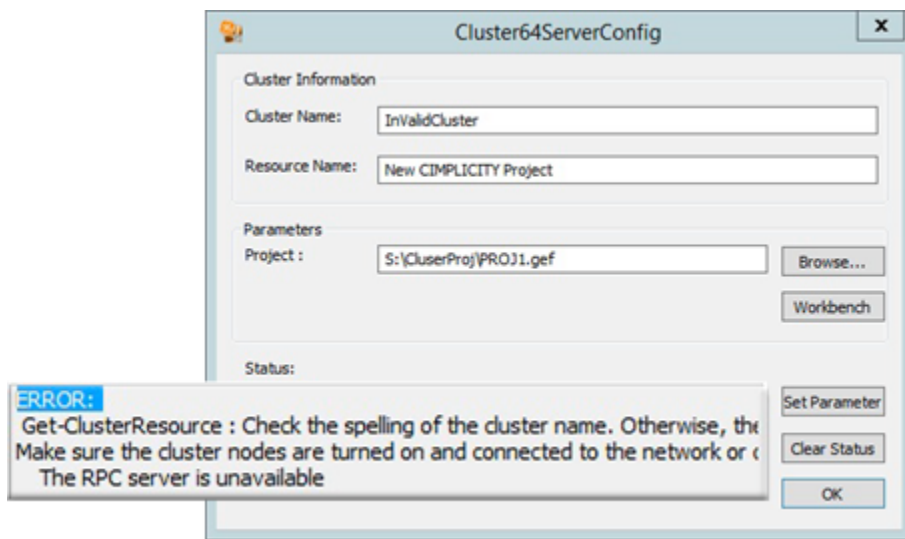 Cluster64ServerConfig
x
Cluster Information
Cluster Name:
InValidCluster
Resource Name:
New CIMPLICITY Project
Parameters
Project :
S:\CluserProj\PROJ1.gef
Browse...
Workbench
Status:
ERROR:
Get-ClusterResource : Check the spelling of the cluster name. Otherwise, the
Make sure the cluster nodes are turned on and connected to the network or
The RPC server is unavailable
Set Parameter
Clear Status
OK